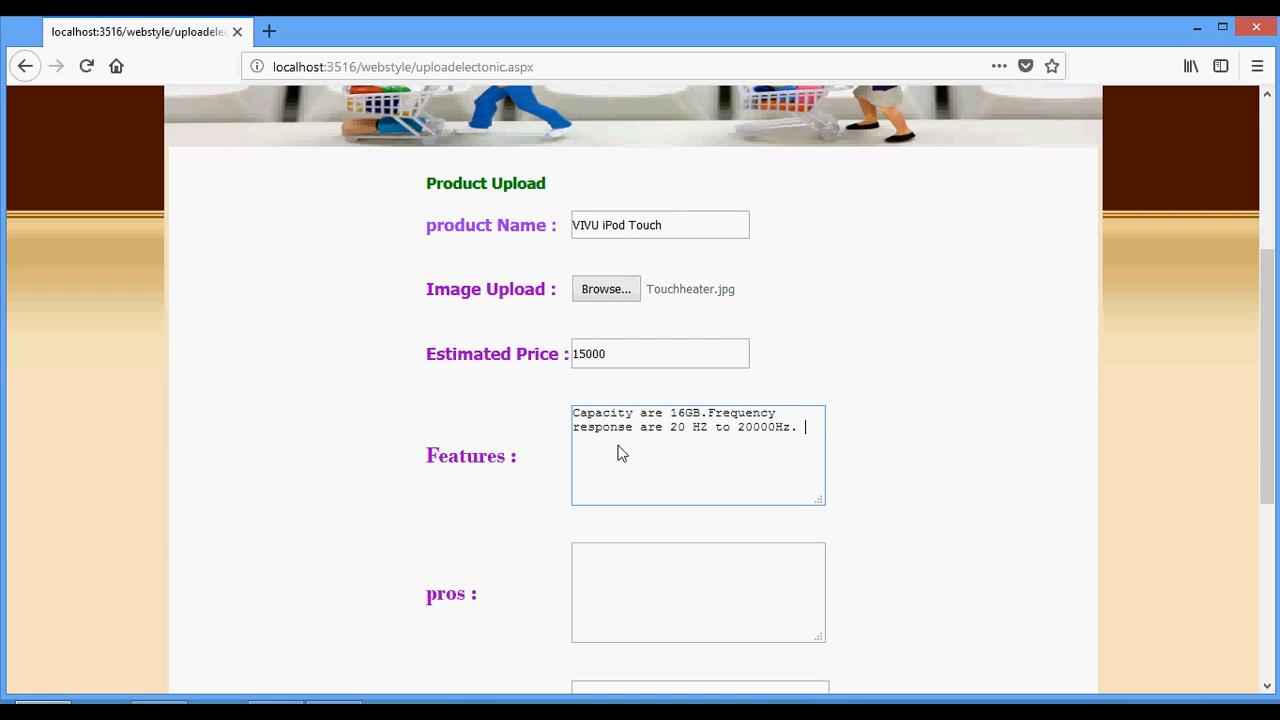 localhost:3516/webstyle/uploadele
localhost:3516/webstyle/uploadelectonic.aspx
Product Upload
product Name : VIVU iPod Touch
Image Upload : Browse... Touchheater.jpg
Estimated Price : 15000
Features : Capacity are 16GB.Frequency
response are 20 HZ to 20000Hz.
pros :